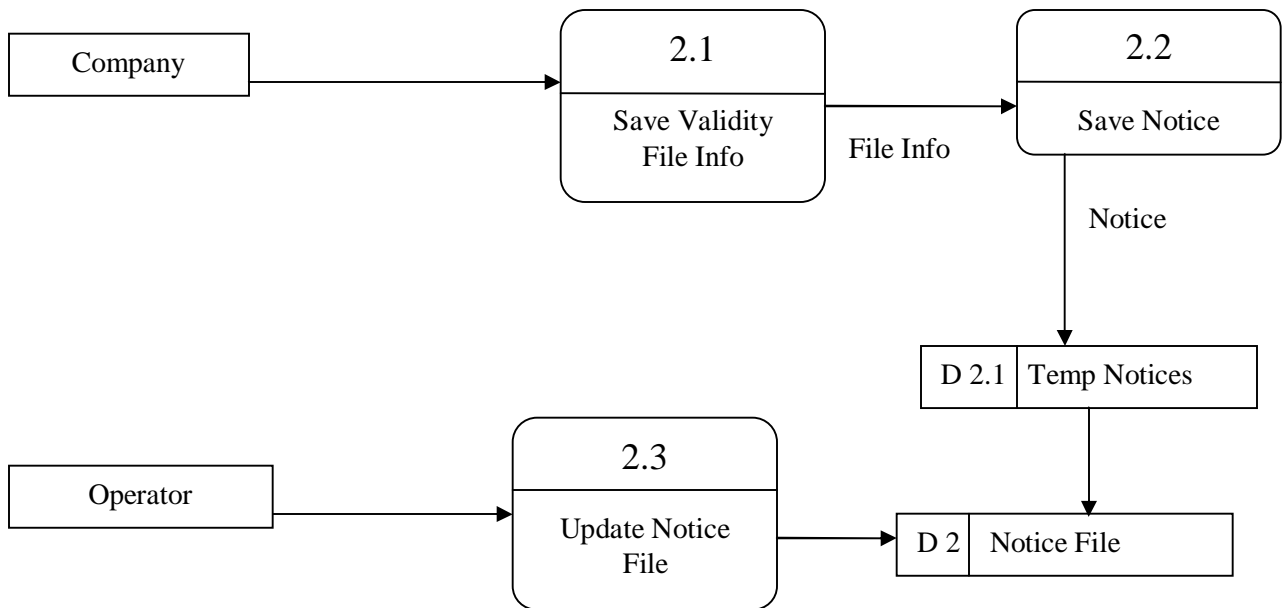 Company
2.1
Save Validity
File Info
File Info
2.2
Save Notice
Notice
D 2.1 Temp Notices
Operator
2.3
Update Notice
File
D 2 Notice File